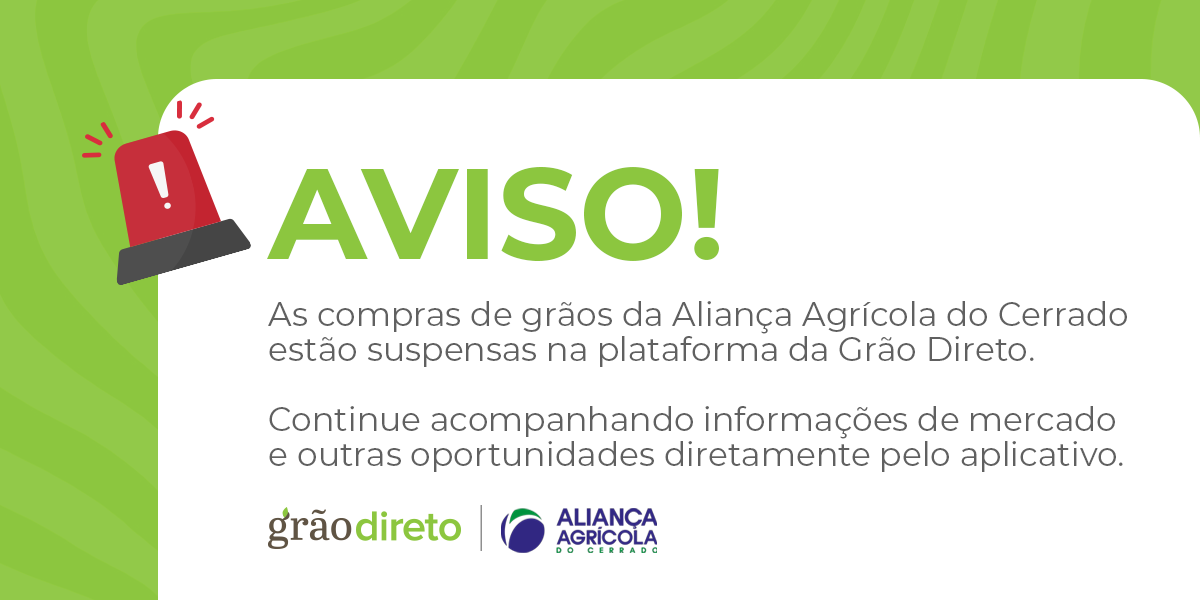 !
AVISO!
As compras de grãos da Aliança Agrícola do Cerrado
estão suspensas na plataforma da Grão Direto.
Continue acompanhando informações de mercado
e outras oportunidades diretamente pelo aplicativo.
grãodireto
ALIANÇA
AGRÍCOLA
DO CERRADO